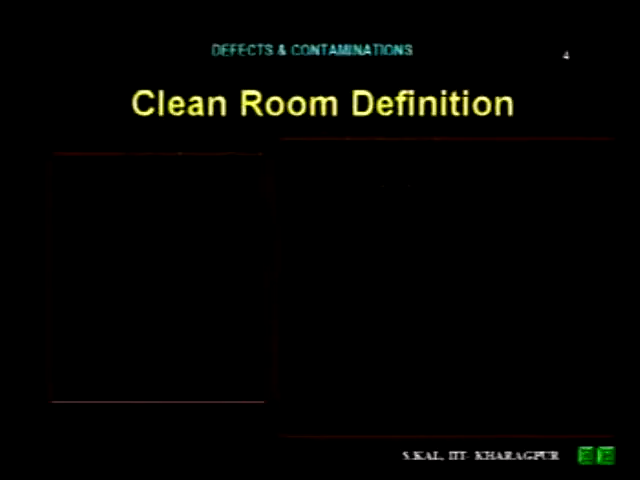 DEFECTS & CONTAMINATIONS
4
Clean Room Definition
S.KAL, IIT- KHARAGPUR